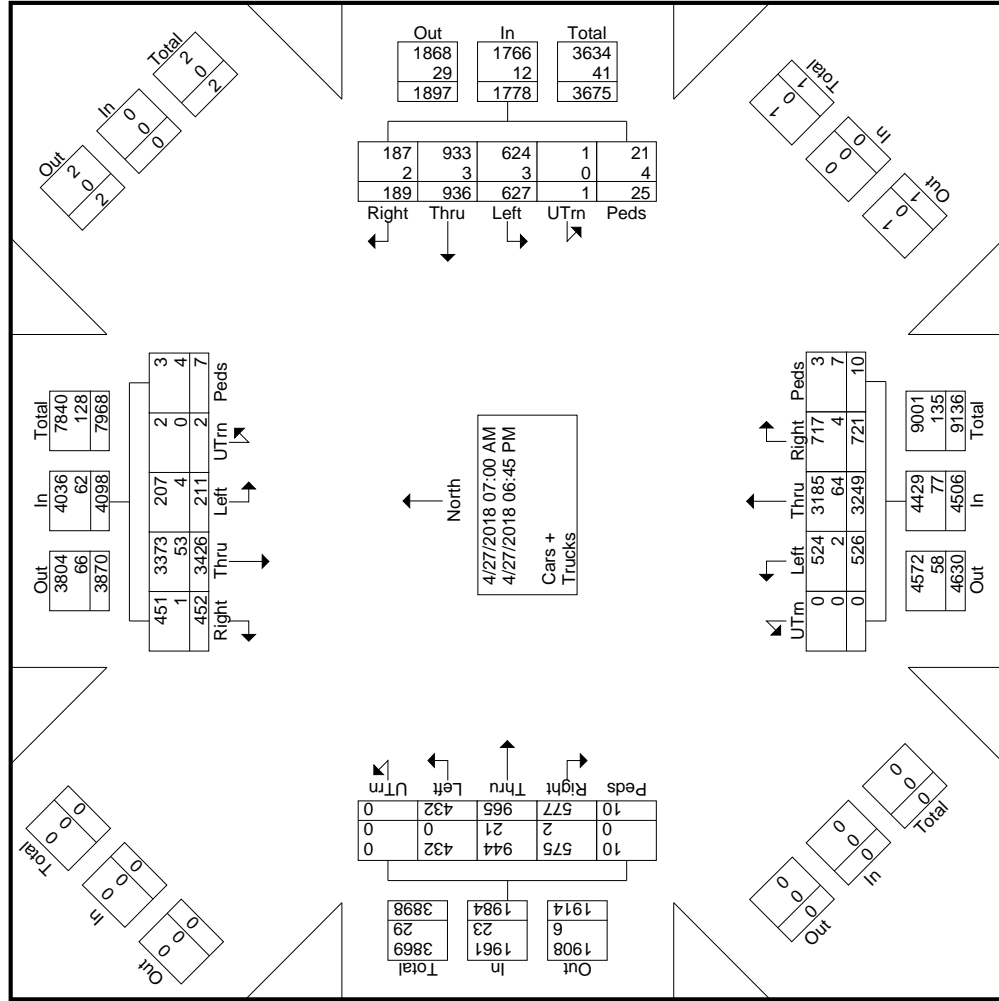 Out In Total
1868 1766 3634
29 12 41
1897 1778 3675
187 933 624 1 21
2 3 3 0 4
189 936 627 1 25
Right Thru Left UTrn Peds
Out In Total
2 0 2
0 0 0
2 0 2
Total In Out
1 0 1
0 0 0
1 0 1
Out In Total
3804 4036 7840
66 62 128
3870 4098 7968
451 3373 207 2 3
1 53 4 0 4
452 3426 211 2 7
Right Thru Left UTrn Peds
North
4/27/2018 07:00 AM
4/27/2018 06:45 PM
Cars +
Trucks
UTrn Left Thru Right Peds
0 524 3185 717 3
0 2 64 4 7
0 526 3249 721 10
4572 4429 9001
58 77 135
4630 4506 9136
Out In Total
Peds Right Thru Left UTrn
10 577 965 432 0
0 2 21 0 0
10 575 944 432 0
1914 1984 3898
6 23 29
1908 1961 3869
Out In Total
Total In Out
0 0 0
0 0 0
0 0 0
0 0 0
0 0 0
0 0 0
Out In Total